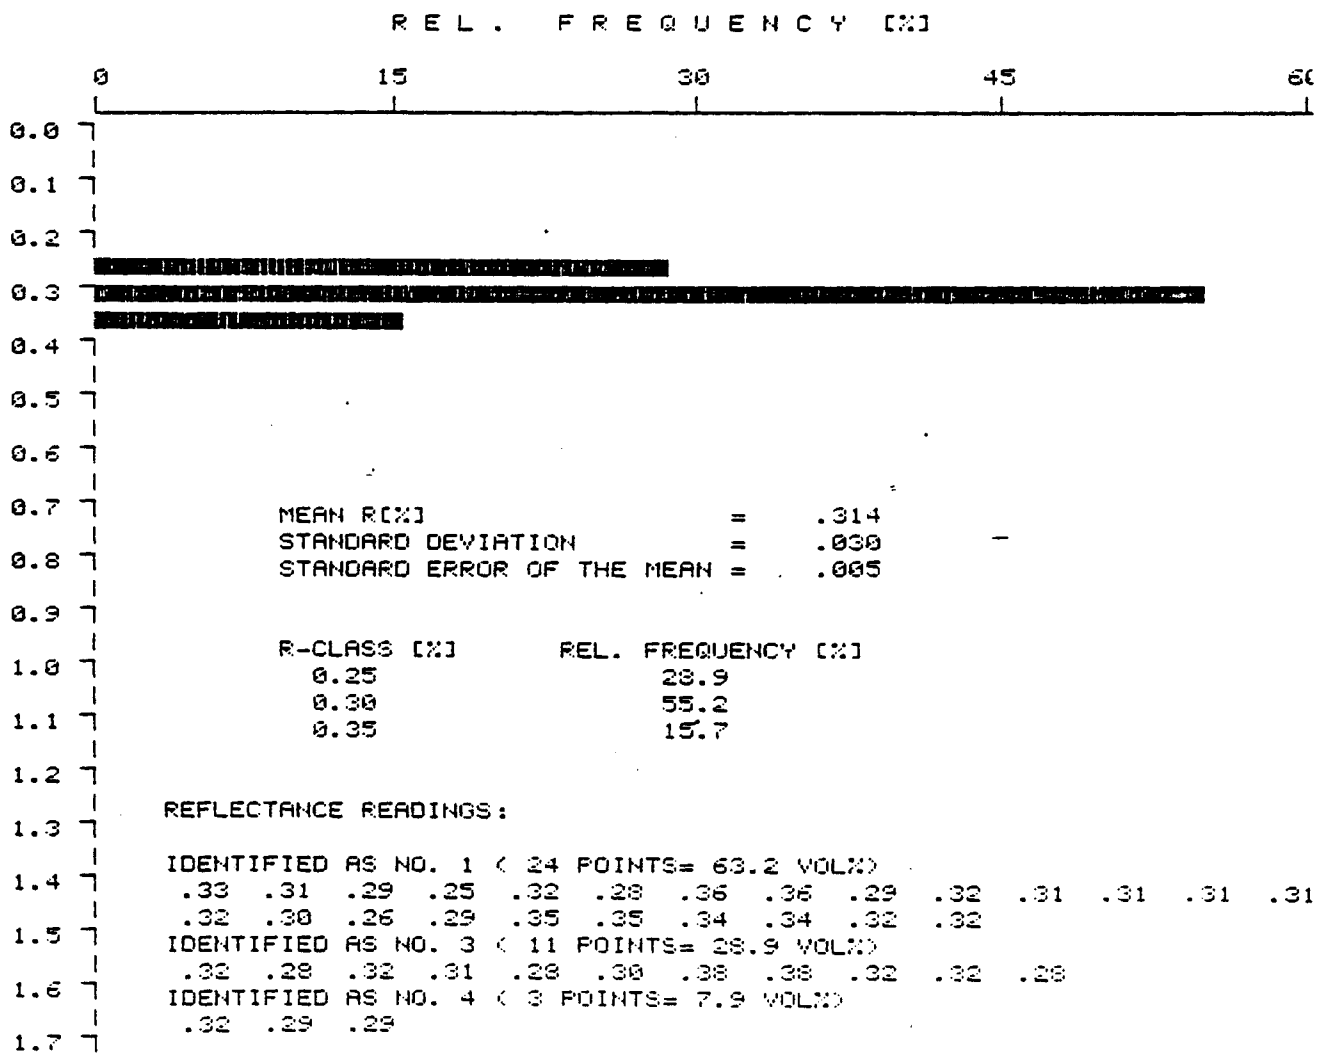 REL. FREQUENCY [%]
0 15 30 45
0.0
0.1
0.2
0.3
0.4
0.5
0.6
0.7
MEAN R[%] = .314
STANDARD DEVIATION = .030
0.8
STANDARD ERROR OF THE MEAN = .005
0.9
R-CLASS [%] REL. FREQUENCY [%]
1.0
0.25 28.9
0.30 55.2
1.1
0.35 15.7
1.2
REFLECTANCE READINGS:
1.3
IDENTIFIED AS NO. 1 ( 24 POINTS= 63.2 VOL%)
1.4
.33 .31 .29 .25 .32 .28 .36 .36 .29 .32 .31 .31 .31 .31
.32 .30 .26 .29 .35 .35 .34 .34 .32 .32
1.5
IDENTIFIED AS NO. 3 ( 11 POINTS= 28.9 VOL%)
.32 .28 .32 .31 .28 .30 .38 .38 .32 .32 .28
1.6
IDENTIFIED AS NO. 4 ( 3 POINTS= 7.9 VOL%)
.32 .29 .29
1.7